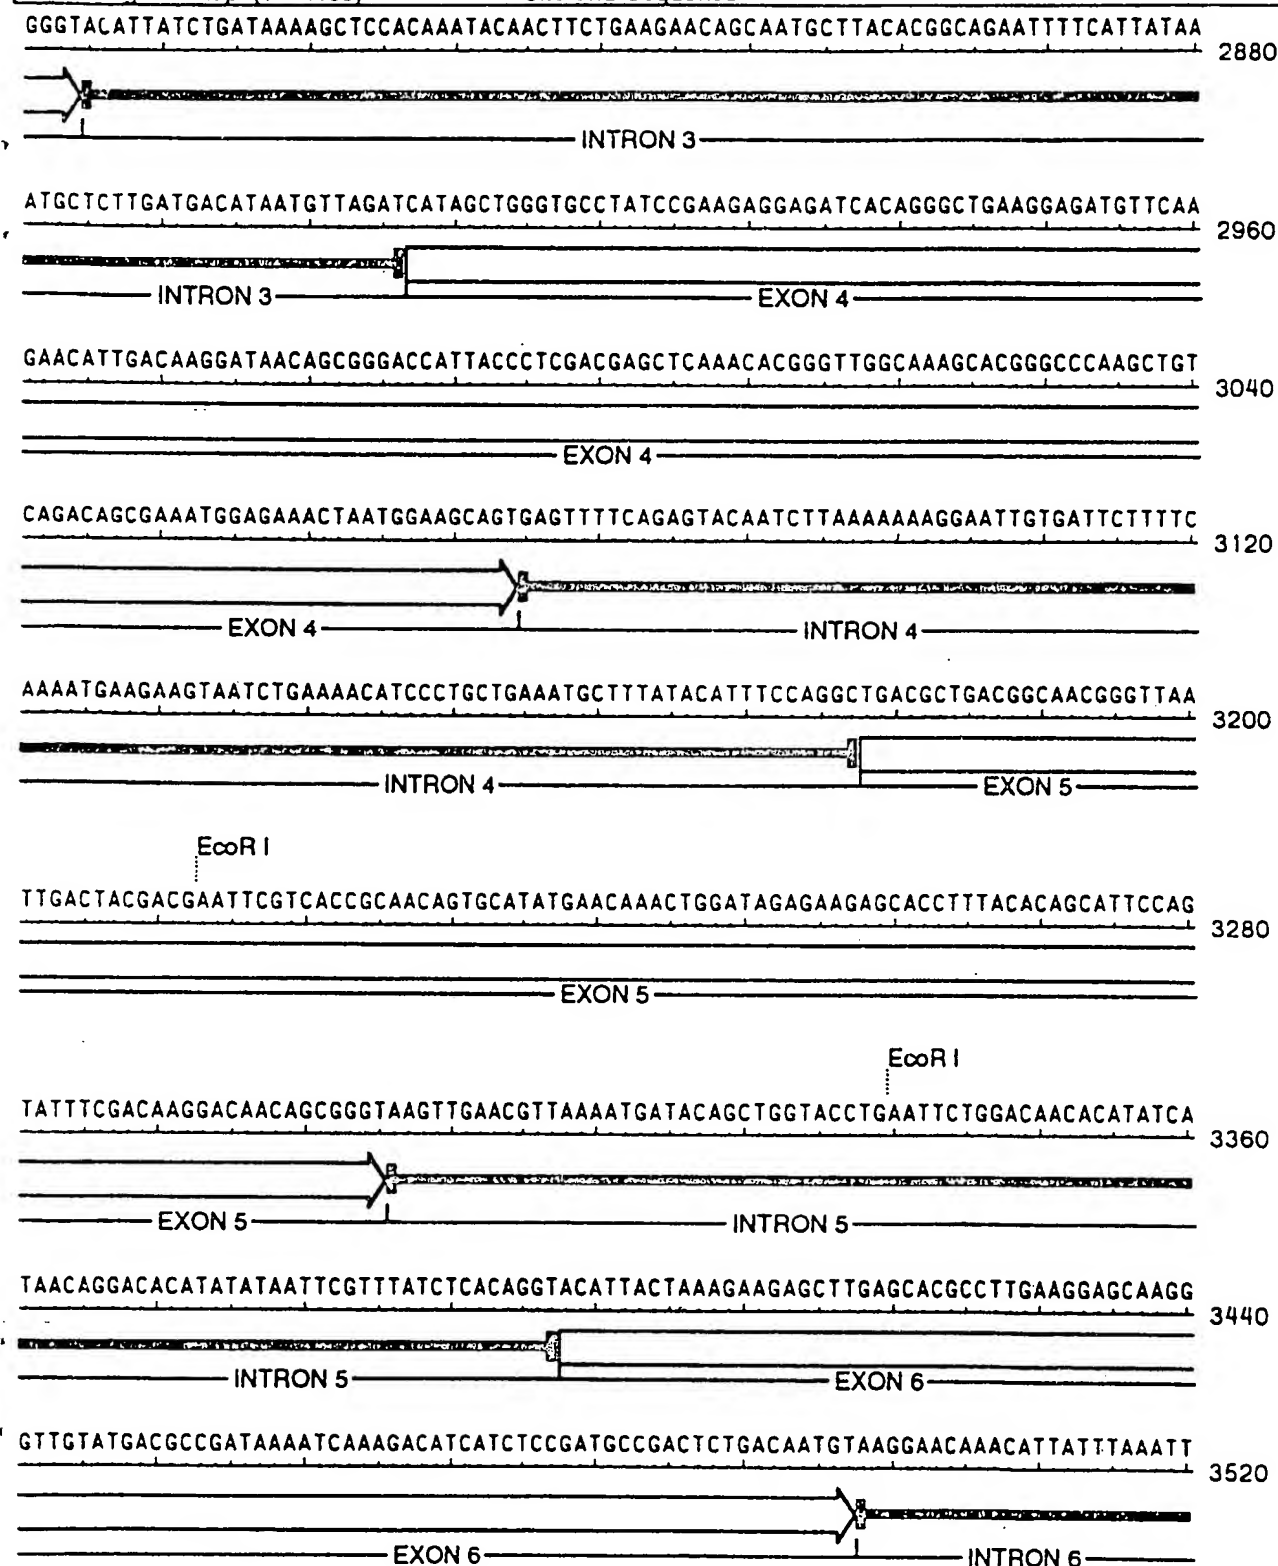 GGGTACATTATCTGATAAAAGCTCCACAAATACAACTTCTGAAGAACAGCAATGCTTACACGGCAGAATTTTCATTATAA
2880
INTRON 3
ATGCTCTTGATGACATAATGTTAGATCATAGCTGGGTGCCTATCCGAAGAGGAGATCACAGGGCTGAAGGAGATGTTCAA
2960
INTRON 3 EXON 4
GAACATTGACAAGGATAACAGCGGGACCATTACCCTCGACGAGCTCAAACACGGGTTGGCAAAGCACGGGCCCAAGCTGT
3040
EXON 4
CAGACAGCGAAATGGAGAAACTAATGGAAGCAGTGAGTTTTCAGAGTACAATCTTAAAAAAAGGAATTGTGATTCTTTTC
3120
EXON 4 INTRON 4
AAAATGAAGAAGTAATCTGAAAACATCCCTGCTGAAATGCTTTATACATTTCCAGGCTGACGCTGACGGCAACGGGTTAA
3200
INTRON 4 EXON 5
EcoR I
TTGACTACGACGAATTCGTCACCGCAACAGTGCATATGAACAAACTGGATAGAGAAGAGCACCTTTACACAGCATTCCAG
3280
EXON 5
EcoR I
TATTTCGACAAGGACAACAGCGGGTAAGTTGAACGTTAAAATGATACAGCTGGTACCTGAATTCTGGACAACACATATCA
3360
EXON 5 INTRON 5
TAACAGGACACATATATAATTCGTTTATCTCACAGGTACATTACTAAAGAAGAGCTTGAGCACGCCTTGAAGGAGCAAGG
3440
INTRON 5 EXON 6
GTTGTATGACGCCGATAAAATCAAAGACATCATCTCCGATGCCGACTCTGACAATGTAAGGAACAAACATTATTTAAATT
3520
EXON 6 INTRON 6